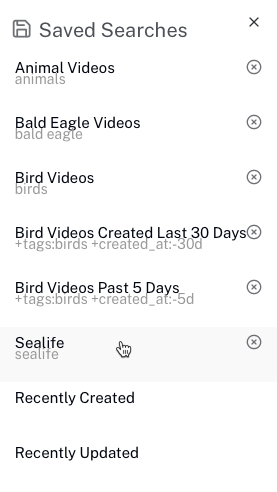 Saved Searches
Animal Videos
animals
Bald Eagle Videos
bald eagle
Bird Videos
birds
Bird Videos Created Last 30 Days
+tags:birds +created_at:-30d
Bird Videos Past 5 Days
+tags:birds +created_at:-5d
Sealife
sealife
Recently Created
Recently Updated